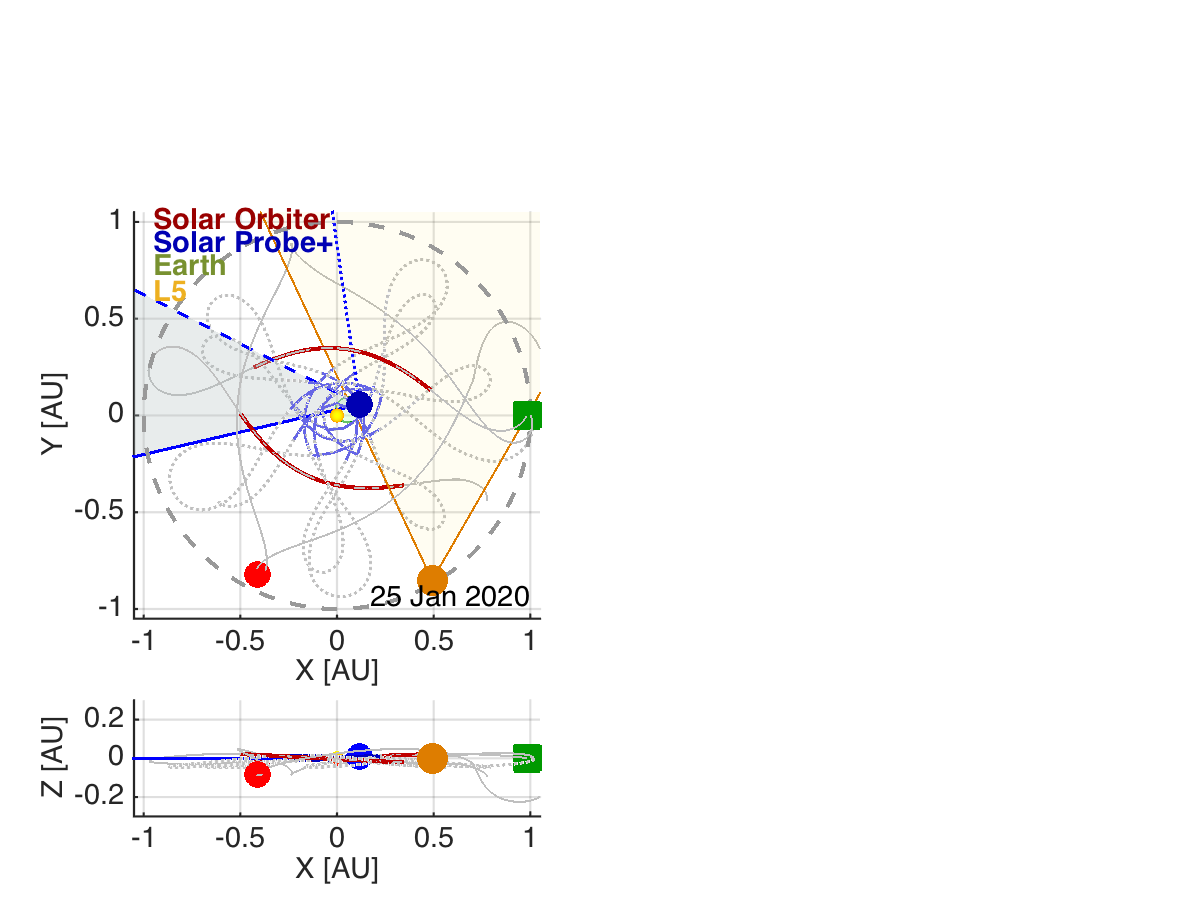 Solar Orbiter
Solar Probe+
Earth
L5
1
0.5
0
-0.5
-1
Y [AU]
25 Jan 2020
-1 -0.5 0 0.5 1
X [AU]
0.2
0
-0.2
Z [AU]
-1 -0.5 0 0.5 1
X [AU]